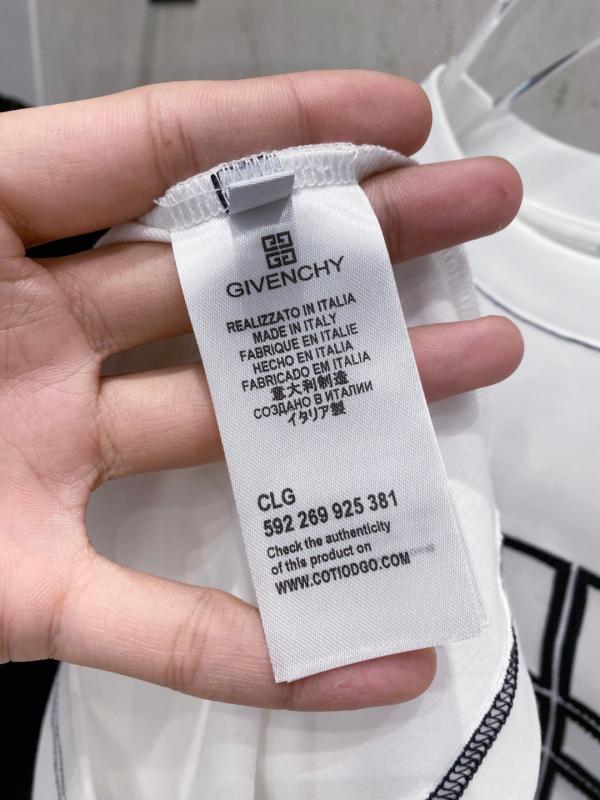 GIVENCHY
REALIZZATO IN ITALIA
MADE IN ITALY
FABRIQUE EN ITALIE
HECHO EN ITALIA
FABRICADO EM ITALIA
意大利制造
СОЗДАНО В ИТАЛИИ
イタリア製
CLG
592 269 925 381
Check the authenticity
of this product on
WWW.COTIODGO.COM